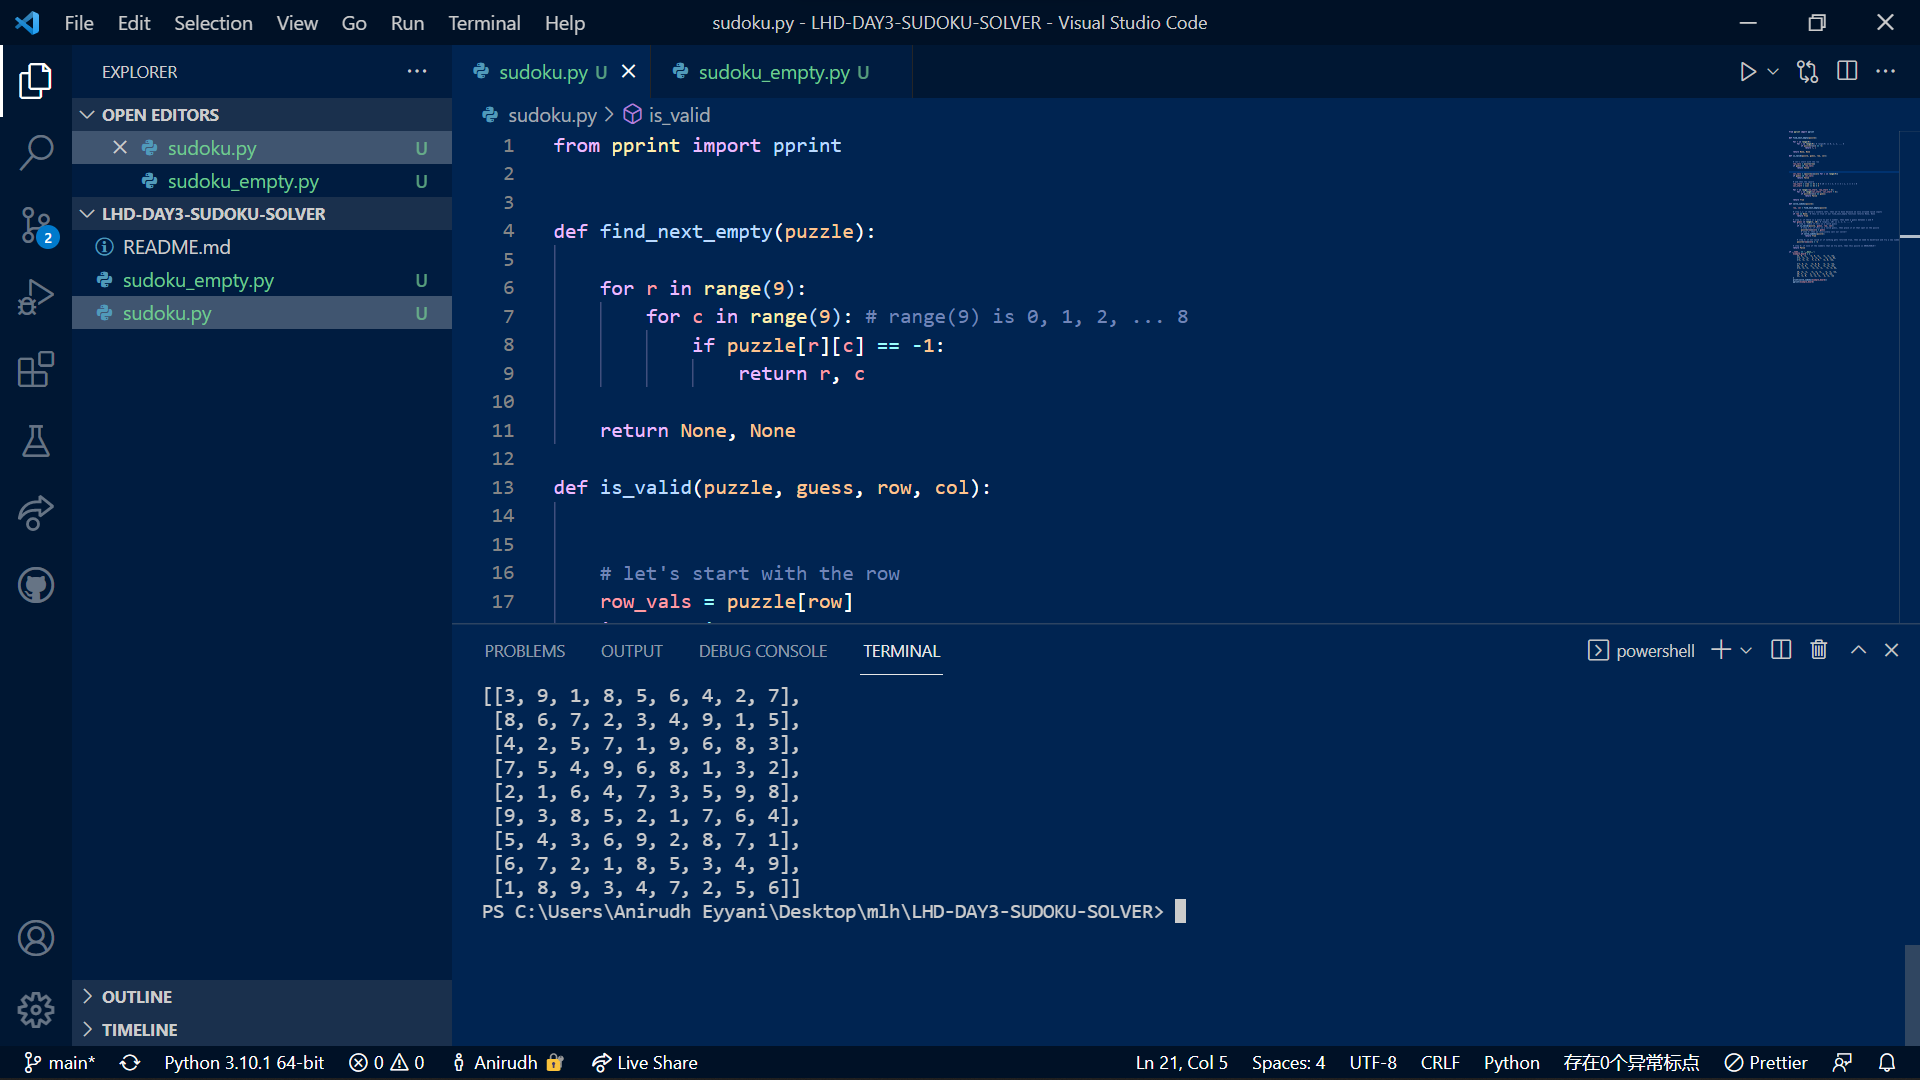 File Edit Selection View Go Run Terminal Help
sudoku.py - LHD-DAY3-SUDOKU-SOLVER - Visual Studio Code
EXPLORER
OPEN EDITORS
sudoku.py U
sudoku_empty.py U
LHD-DAY3-SUDOKU-SOLVER
README.md
sudoku_empty.py U
sudoku.py U
2
OUTLINE
TIMELINE
sudoku.py U
sudoku_empty.py U
sudoku.py > is_valid
1 from pprint import pprint
2
3
4 def find_next_empty(puzzle):
5
6 for r in range(9):
7 for c in range(9): # range(9) is 0, 1, 2, ... 8
8 if puzzle[r][c] == -1:
9 return r, c
10
11 return None, None
12
13 def is_valid(puzzle, guess, row, col):
14
15
16 # let's start with the row
17 row_vals = puzzle[row]
PROBLEMS OUTPUT DEBUG CONSOLE TERMINAL
powershell
[[3, 9, 1, 8, 5, 6, 4, 2, 7],
[8, 6, 7, 2, 3, 4, 9, 1, 5],
[4, 2, 5, 7, 1, 9, 6, 8, 3],
[7, 5, 4, 9, 6, 8, 1, 3, 2],
[2, 1, 6, 4, 7, 3, 5, 9, 8],
[9, 3, 8, 5, 2, 1, 7, 6, 4],
[5, 4, 3, 6, 9, 2, 8, 7, 1],
[6, 7, 2, 1, 8, 5, 3, 4, 9],
[1, 8, 9, 3, 4, 7, 2, 5, 6]]
PS C:\Users\Anirudh Eyyani\Desktop\mlh\LHD-DAY3-SUDOKU-SOLVER>
main* Python 3.10.1 64-bit 0 0 Anirudh Live Share
Ln 21, Col 5 Spaces: 4 UTF-8 CRLF Python 存在0个异常标点 Prettier